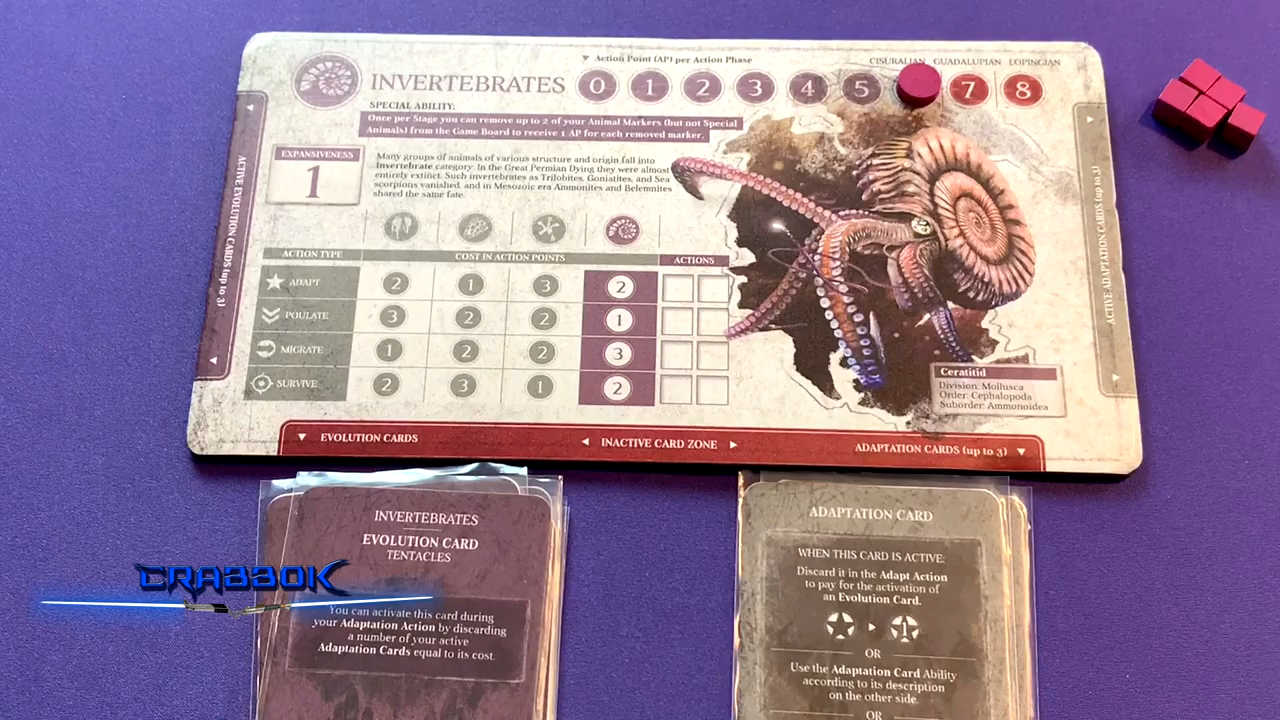 ▼ Action Point (AP) per Action Phase
CISURALIAN GUADALUPIAN LOPINGIAN
INVERTEBRATES 0 1 2 3 4 5 7 8
SPECIAL ABILITY:
Once per Stage you can remove up to 2 of your Animal Markers (but not Special
Animals) from the Game Board to receive 1 AP for each removed marker.
EXPANSIVENESS
1
Many groups of animals of various structure and origin fall into
Invertebrate category. In the Great Permian Dying they were almost
entirely extinct. Such invertebrates as Trilobites, Goniatites, and Sea
scorpions vanished, and in Mesozoic era Ammonites and Belemnites
shared the same fate.
ACTION TYPE COST IN ACTION POINTS ACTIONS
ADAPT 2 1 3 2
POULATE 3 2 2 1
MIGRATE 1 2 2 3
SURVIVE 2 3 1 2
Ceratitid
Division: Mollusca
Order: Cephalopoda
Suborder: Ammonoidea
ACTIVE EVOLUTION CARDS (up to 3)
ACTIVE ADAPTATION CARDS (up to 3)
▼ EVOLUTION CARDS ◄ INACTIVE CARD ZONE ► ADAPTATION CARDS (up to 3) ▼
INVERTEBRATES
EVOLUTION CARD
TENTACLES
You can activate this card during
your Adaptation Action by discarding
a number of your active
Adaptation Cards equal to its cost.
ADAPTATION CARD
WHEN THIS CARD IS ACTIVE:
Discard it in the Adapt Action
to pay for the activation of
an Evolution Card.
1
OR
Use the Adaptation Card Ability
according to its description
on the other side.
OR
CRABBOK